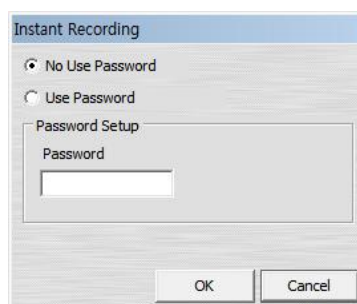 Instant Recording
No Use Password
Use Password
Password Setup
Password
OK Cancel